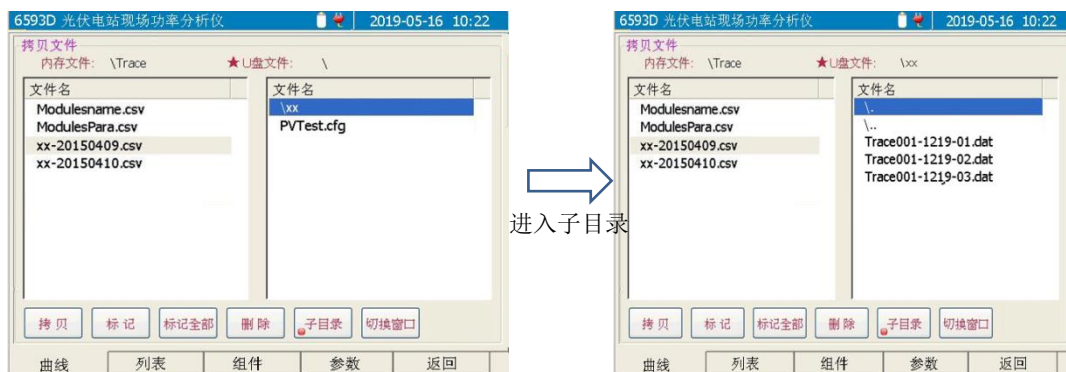 6593D 光伏电站现场功率分析仪 2019-05-16 10:22
拷贝文件
内存文件: \Trace ★U盘文件: \
文件名 文件名
Modulesname.csv \xx
ModulesPara.csv PVTest.cfg
xx-20150409.csv
xx-20150410.csv
拷贝 标记 标记全部 删除 子目录 切换窗口
曲线 列表 组件 参数 返回
进入子目录
6593D 光伏电站现场功率分析仪 2019-05-16 10:22
拷贝文件
内存文件: \Trace ★U盘文件: \xx
文件名 文件名
Modulesname.csv \.
ModulesPara.csv \..
xx-20150409.csv Trace001-1219-01.dat
xx-20150410.csv Trace001-1219-02.dat
Trace001-1219-03.dat
拷贝 标记 标记全部 删除 子目录 切换窗口
曲线 列表 组件 参数 返回